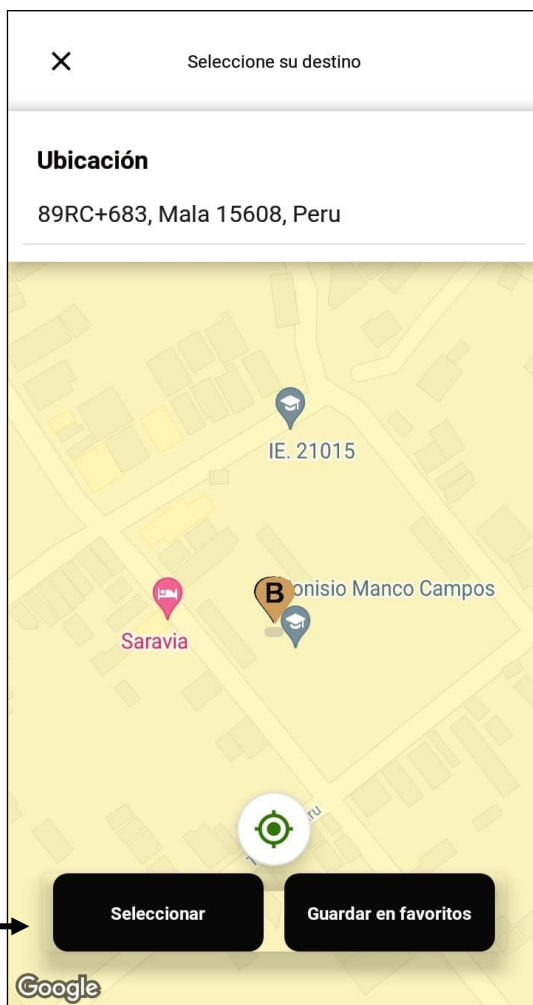 Seleccione su destino
Ubicación
89RC+683, Mala 15608, Peru
IE. 21015
B
onisio Manco Campos
Saravia
Seleccionar
Guardar en favoritos
Google